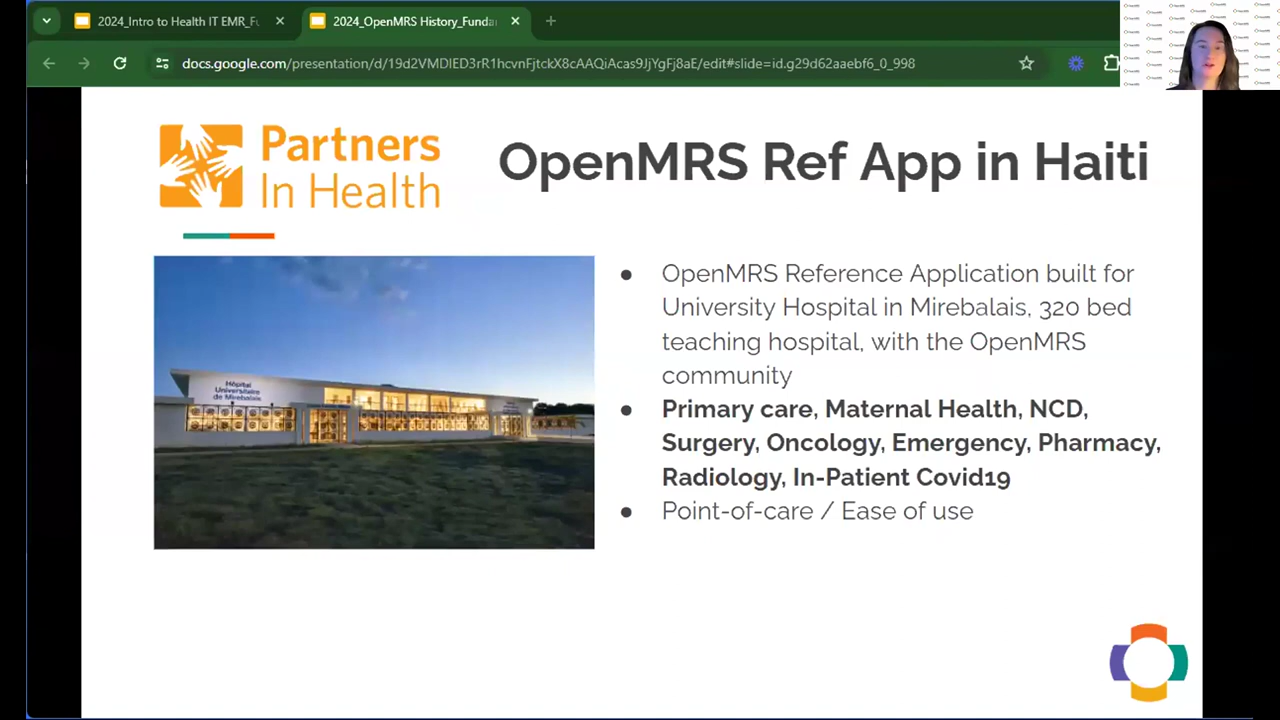 2024_Intro to Health IT EMR_Fu
2024_OpenMRS History_Funda
docs.google.com/presentation/d/19d2VMDIED3rR1hcvnFJtckX8cAAQiAcas9JjYgFj8aE/edit#slide=id.g29d62aaebf6_0_998
Partners
In Health
OpenMRS Ref App in Haiti
Hôpital
Universitaire
de Mirebalais
● OpenMRS Reference Application built for
University Hospital in Mirebalais, 320 bed
teaching hospital, with the OpenMRS
community
● Primary care, Maternal Health, NCD,
Surgery, Oncology, Emergency, Pharmacy,
Radiology, In-Patient Covid19
● Point-of-care / Ease of use